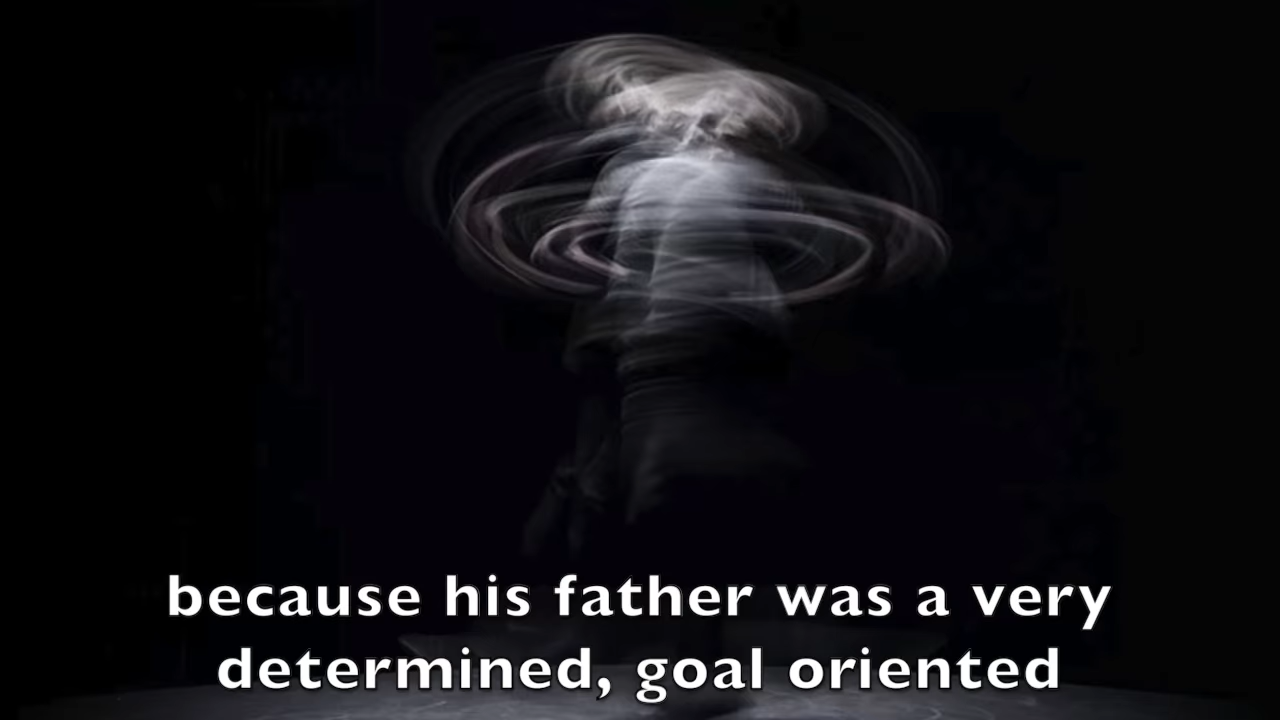 because his father was a very
determined, goal oriented